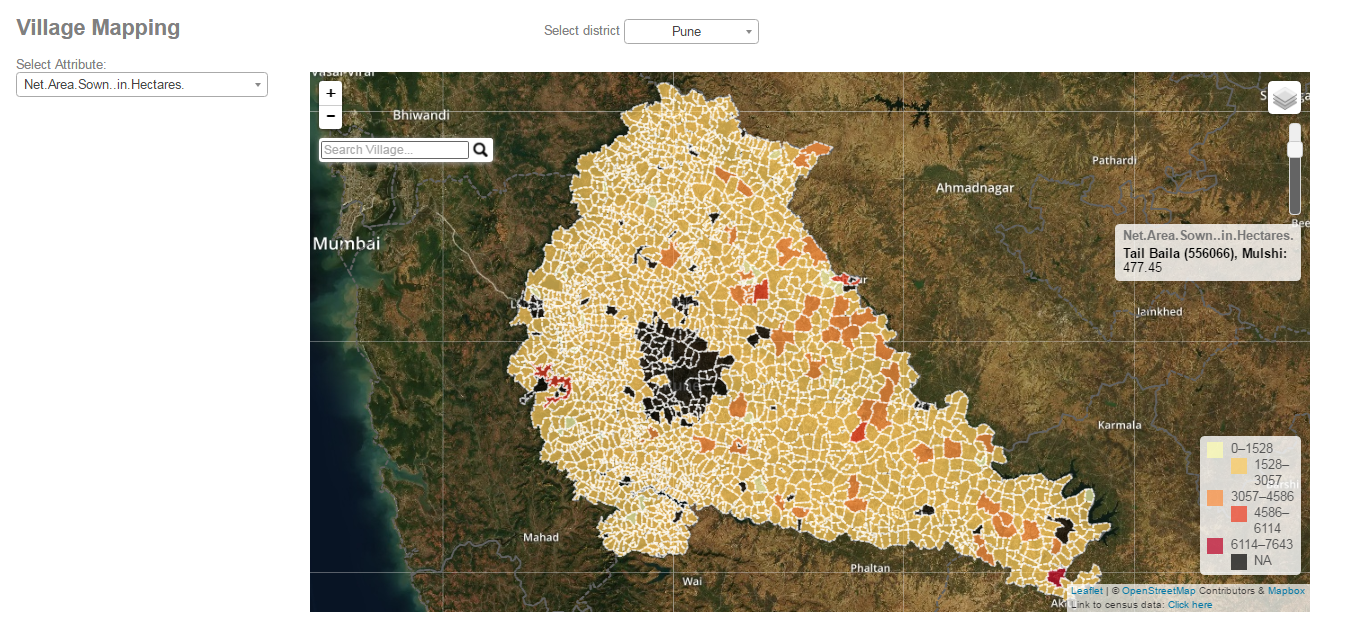 Village Mapping
Select district
Pune
Select Attribute:
Net.Area.Sown..in.Hectares.
+
−
Bhiwandi
Search Village...
Pathardi
Ahmadnagar
Mumbai
Net.Area.Sown..in.Hectares.
Tail Baila (556066), Mulshi:
477.45
Jamkhed
Karmala
0–1528
1528–
3057
3057–4586
4586–
6114
6114–7643
NA
Mahad
Phaltan
Wai
Leaflet | © OpenStreetMap Contributors & Mapbox
Link to census data: Click here